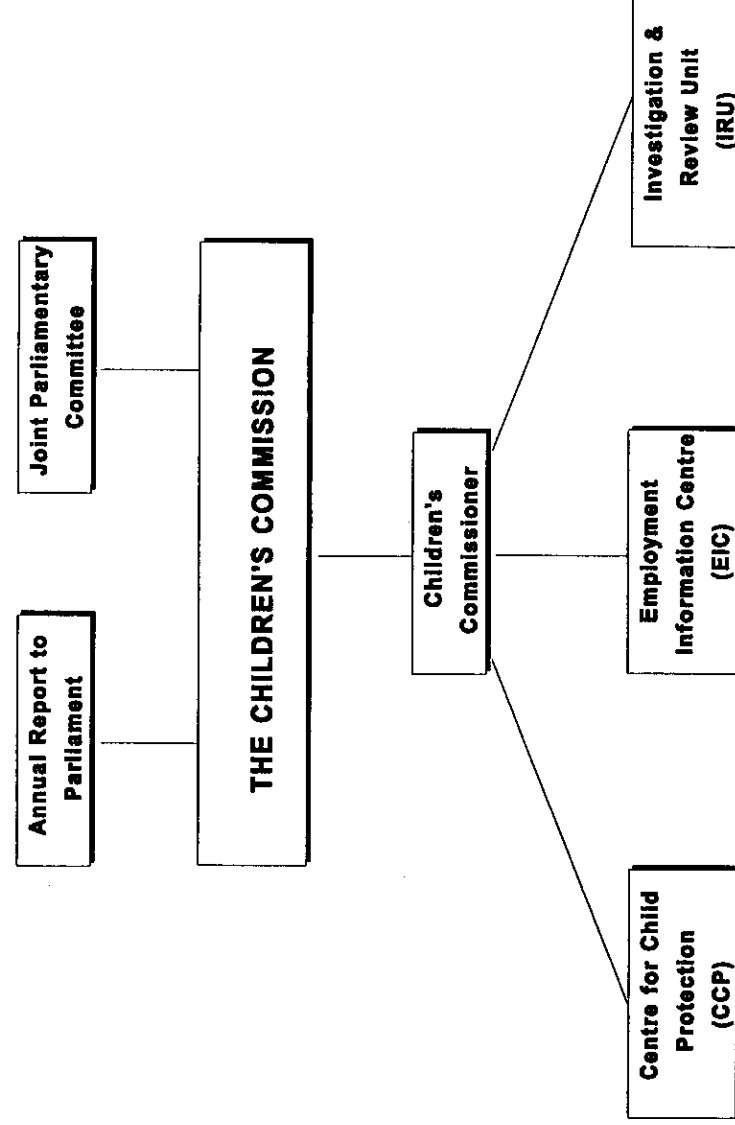 Annual Report to
Parliament
Joint Parliamentary
Committee
THE CHILDREN'S COMMISSION
Children's
Commissioner
Centre for Child
Protection
(CCP)
Employment
Information Centre
(EIC)
Investigation &
Review Unit
(IRU)